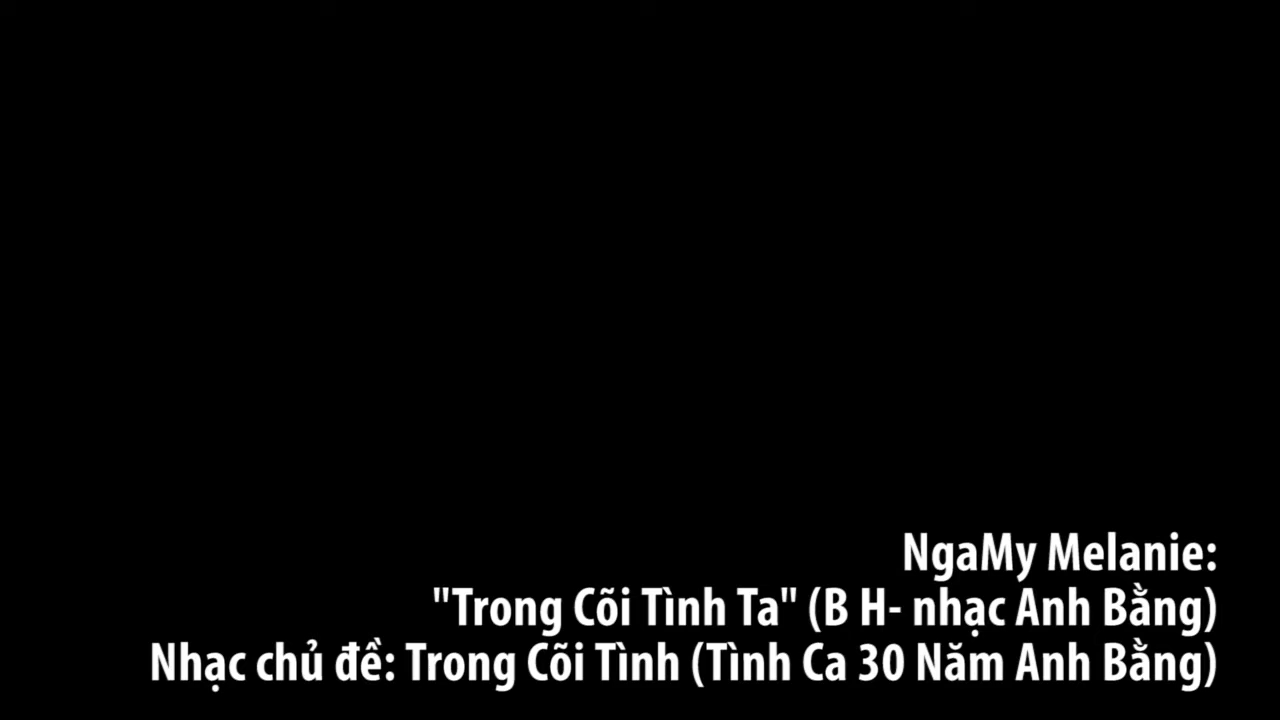 NgaMy Melanie:
"Trong Cõi Tình Ta" (B H- nhạc Anh Bằng)
Nhạc chủ đề: Trong Cõi Tình (Tình Ca 30 Năm Anh Bằng)